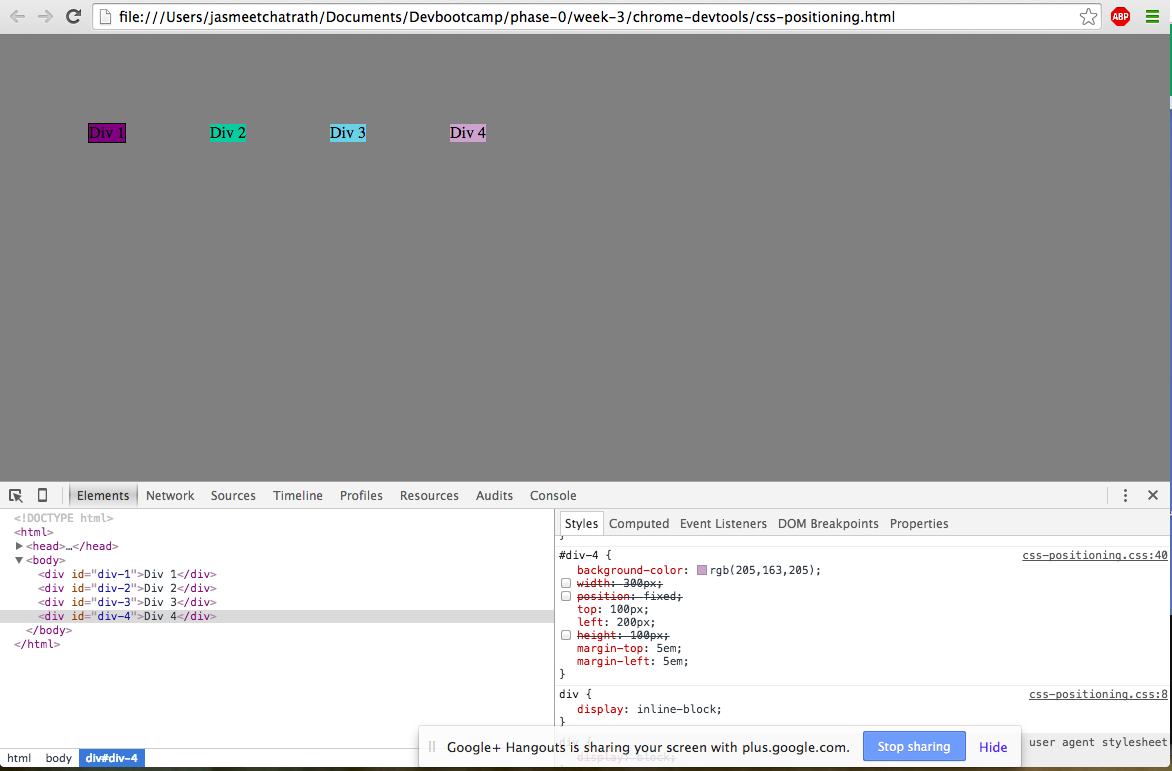 file:///Users/jasmeetchatrath/Documents/Devbootcamp/phase-0/week-3/chrome-devtools/css-positioning.html
ABP
Div 1 Div 2 Div 3 Div 4
Elements Network Sources Timeline Profiles Resources Audits Console
<!DOCTYPE html>
<html>
<head>…</head>
<body>
<div id="div-1">Div 1</div>
<div id="div-2">Div 2</div>
<div id="div-3">Div 3</div>
<div id="div-4">Div 4</div>
</body>
</html>
html body div#div-4
Styles Computed Event Listeners DOM Breakpoints Properties
}
#div-4 { css-positioning.css:40
background-color: rgb(205,163,205);
width: 300px;
position: fixed;
top: 100px;
left: 200px;
height: 100px;
margin-top: 5em;
margin-left: 5em;
}
div { css-positioning.css:8
display: inline-block;
}
div { user agent stylesheet
display: block;
Google+ Hangouts is sharing your screen with plus.google.com. Stop sharing Hide